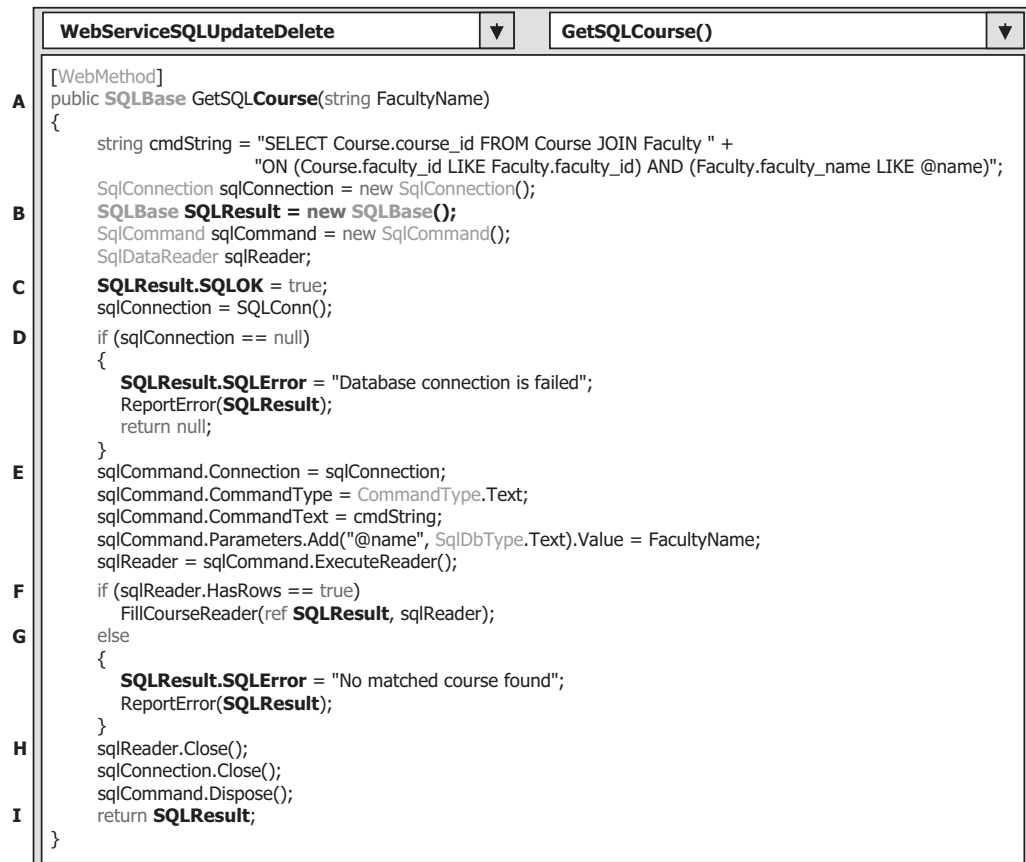 WebServiceSQLUpdateDelete GetSQLCourse()
[WebMethod]
A public SQLBase GetSQLCourse(string FacultyName)
{
string cmdString = "SELECT Course.course_id FROM Course JOIN Faculty " +
"ON (Course.faculty_id LIKE Faculty.faculty_id) AND (Faculty.faculty_name LIKE @name)";
SqlConnection sqlConnection = new SqlConnection();
B SQLBase SQLResult = new SQLBase();
SqlCommand sqlCommand = new SqlCommand();
SqlDataReader sqlReader;
C SQLResult.SQLOK = true;
sqlConnection = SQLConn();
D if (sqlConnection == null)
{
SQLResult.SQLError = "Database connection is failed";
ReportError(SQLResult);
return null;
}
E sqlCommand.Connection = sqlConnection;
sqlCommand.CommandType = CommandType.Text;
sqlCommand.CommandText = cmdString;
sqlCommand.Parameters.Add("@name", SqlDbType.Text).Value = FacultyName;
sqlReader = sqlCommand.ExecuteReader();
F if (sqlReader.HasRows == true)
FillCourseReader(ref SQLResult, sqlReader);
G else
{
SQLResult.SQLError = "No matched course found";
ReportError(SQLResult);
}
H sqlReader.Close();
sqlConnection.Close();
sqlCommand.Dispose();
I return SQLResult;
}